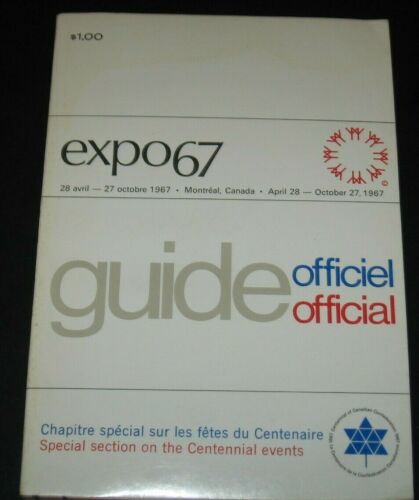 $1.00
expo67
28 avril — 27 octobre 1967 • Montréal, Canada • April 28 — October 27, 1967
©
guide officiel
official
Chapitre spécial sur les fêtes du Centenaire
Special section on the Centennial events